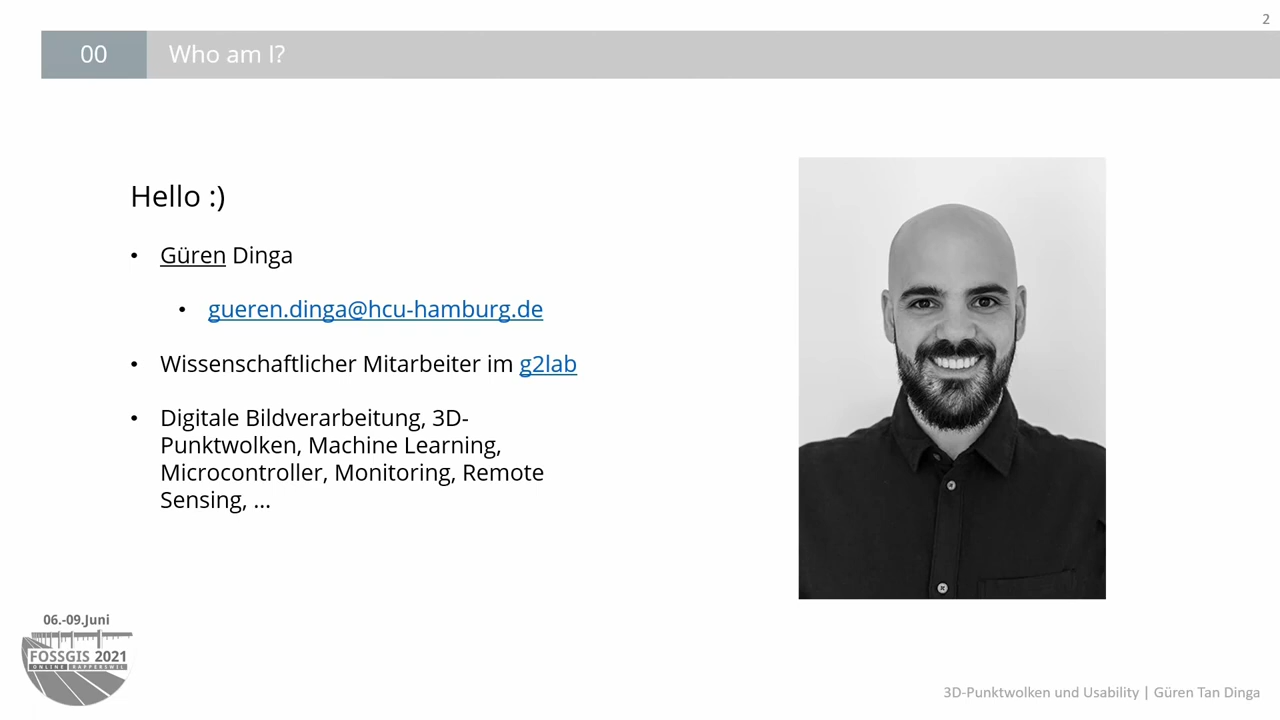 2
00 Who am I?
Hello :)
• Güren Dinga
• gueren.dinga@hcu-hamburg.de
• Wissenschaftlicher Mitarbeiter im g2lab
• Digitale Bildverarbeitung, 3D-
Punktwolken, Machine Learning,
Microcontroller, Monitoring, Remote
Sensing, ...
06.-09.Juni
FOSSGIS 2021
ONLINE RAPPERSWIL
3D-Punktwolken und Usability | Güren Tan Dinga